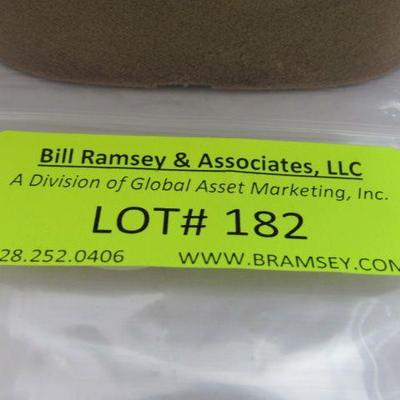 Bill Ramsey & Associates, LLC
A Division of Global Asset Marketing, Inc.
LOT# 182
28.252.0406 WWW.BRAMSEY.COM